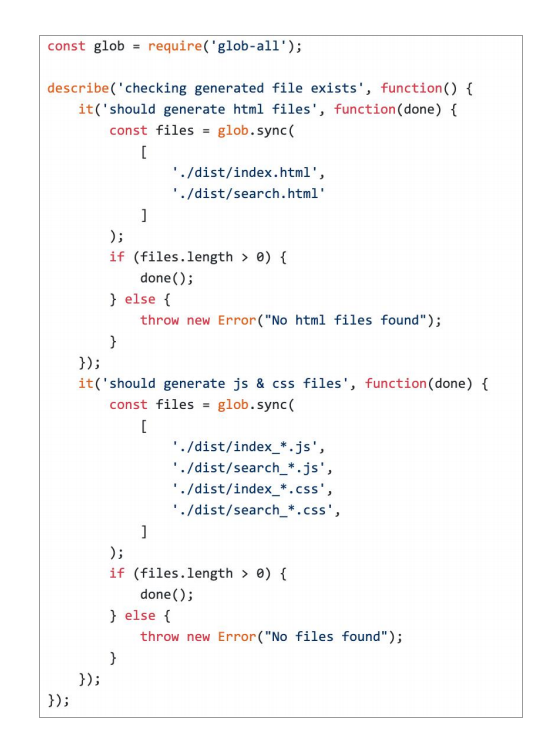 const glob = require('glob-all');

describe('checking generated file exists', function() {
    it('should generate html files', function(done) {
        const files = glob.sync(
            [
                './dist/index.html',
                './dist/search.html'
            ]
        );
        if (files.length > 0) {
            done();
        } else {
            throw new Error("No html files found");
        }
    });
    it('should generate js & css files', function(done) {
        const files = glob.sync(
            [
                './dist/index_*.js',
                './dist/search_*.js',
                './dist/index_*.css',
                './dist/search_*.css',
            ]
        );
        if (files.length > 0) {
            done();
        } else {
            throw new Error("No files found");
        }
    });
});